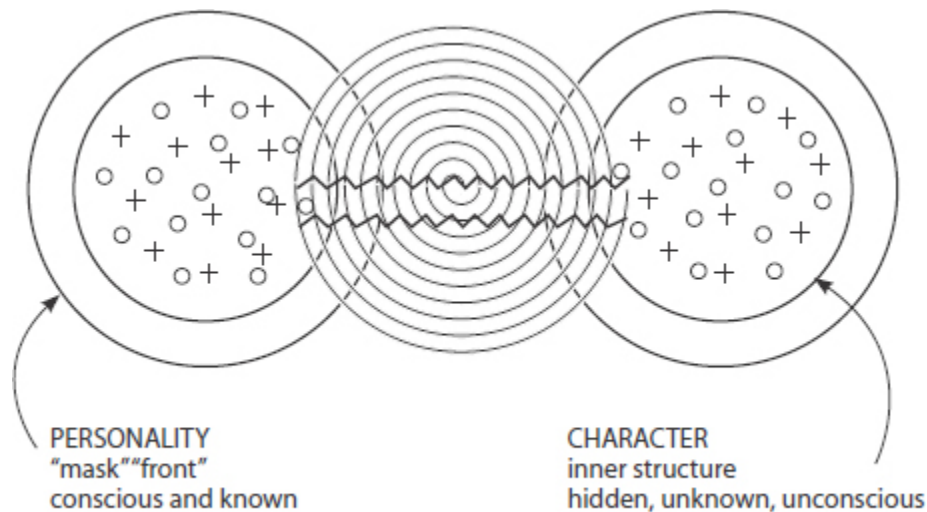 PERSONALITY
“mask”“front”
conscious and known
CHARACTER
inner structure
hidden, unknown, unconscious